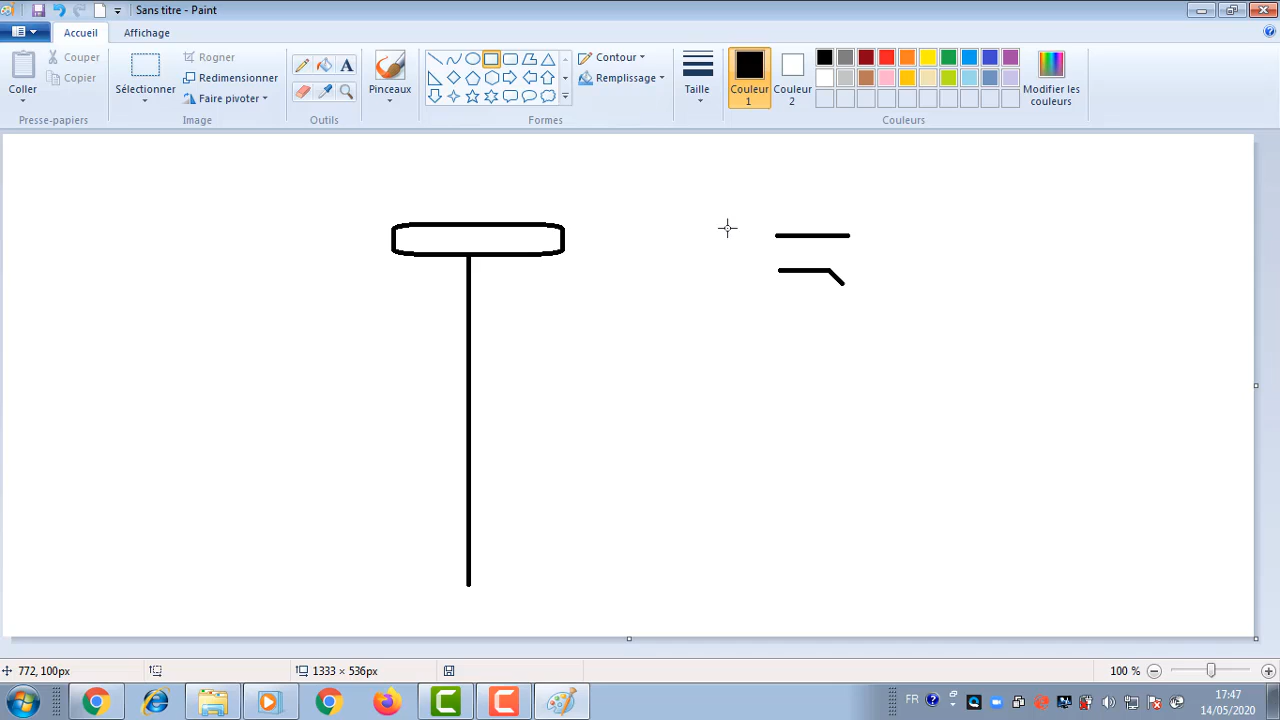 Sans titre - Paint
Accueil
Affichage
Coller
Couper
Copier
Presse-papiers
Sélectionner
Rogner
Redimensionner
Faire pivoter
Image
A
Outils
Pinceaux
Contour
Remplissage
Formes
Taille
Couleur 1
Couleur 2
Modifier les couleurs
Couleurs
772, 100px
1333 × 536px
100 %
FR
17:47
14/05/2020